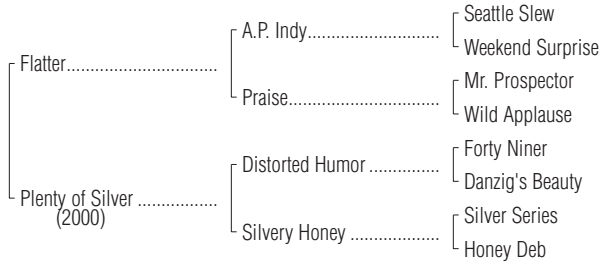 Seattle Slew
A.P. Indy..............................
Weekend Surprise
Flatter..................................
Mr. Prospector
Praise..................................
Wild Applause
Forty Niner
Distorted Humor ................
Danzig's Beauty
Plenty of Silver ..................
(2000)
Silver Series
Silvery Honey ....................
Honey Deb